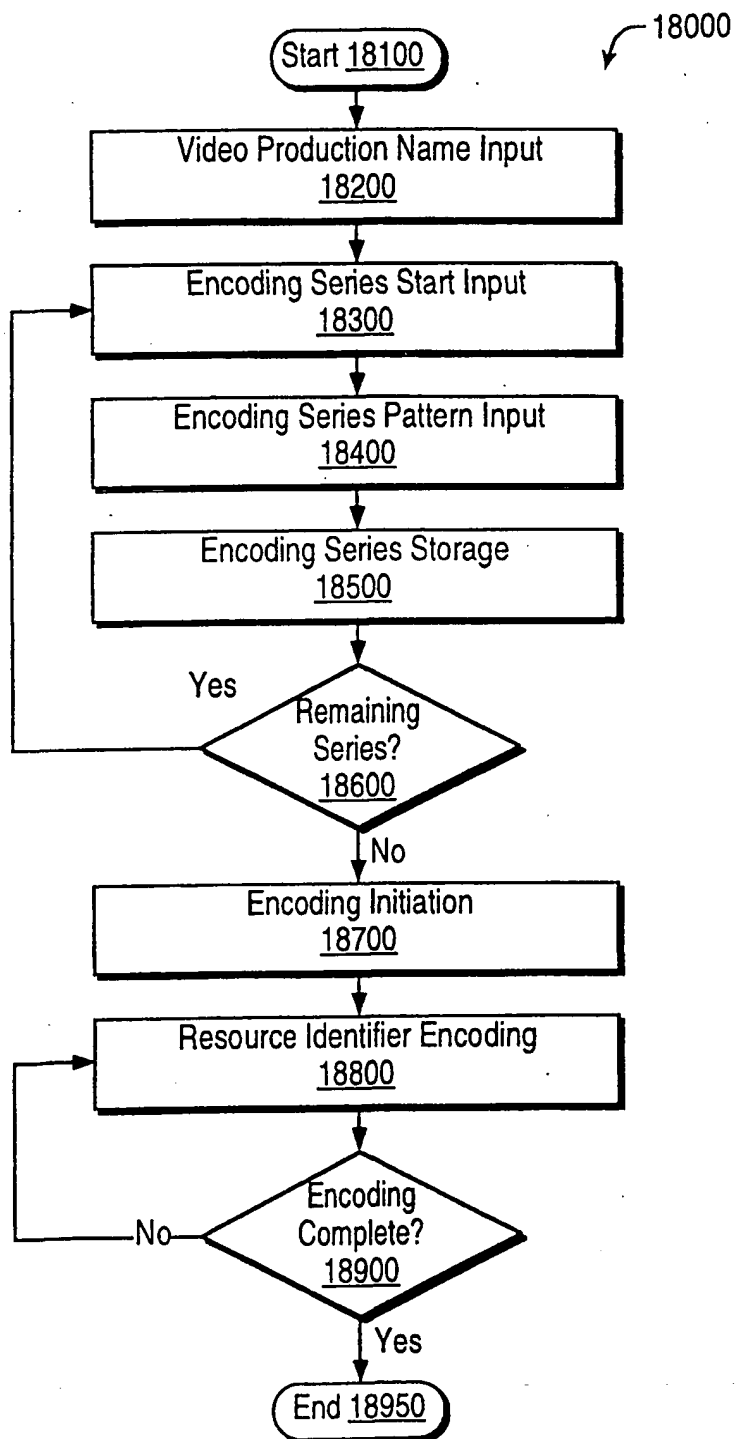 18000
Start 18100
Video Production Name Input
18200
Encoding Series Start Input
18300
Encoding Series Pattern Input
18400
Encoding Series Storage
18500
Yes
Remaining
Series?
18600
No
Encoding Initiation
18700
Resource Identifier Encoding
18800
Encoding
Complete?
18900
No
Yes
End 18950